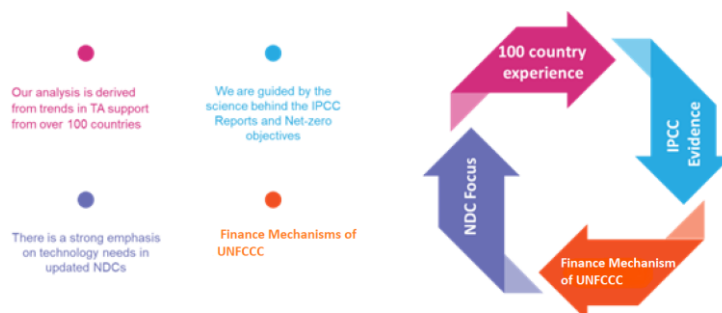 Our analysis is derived
from trends in TA support
from over 100 countries
We are guided by the
science behind the IPCC
Reports and Net-zero
objectives
There is a strong emphasis
on technology needs in
updated NDCs
Finance Mechanisms of
UNFCCC
100 country
experience
IPCC
Evidence
Finance Mechanism
of UNFCCC
NDC Focus